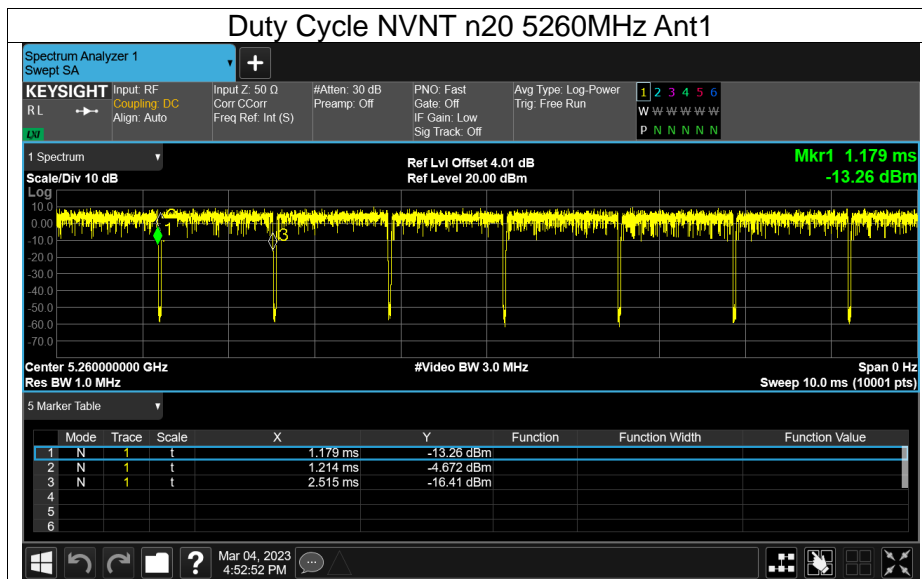 Duty Cycle NVNT n20 5260MHz Ant1
Spectrum Analyzer 1
Swept SA
+
KEYSIGHT Input: RF Input Z: 50 Ω #Atten: 30 dB PNO: Fast Avg Type: Log-Power 1 2 3 4 5 6
RL Coupling: DC Corr CCorr Preamp: Off Gate: Off Trig: Free Run W W W W W W
Align: Auto Freq Ref: Int (S) IF Gain: Low
LXI Sig Track: Off P N N N N N
1 Spectrum Ref Lvl Offset 4.01 dB Mkr1 1.179 ms
Scale/Div 10 dB Ref Level 20.00 dBm -13.26 dBm
Log
10.0
0.00
-10.0
-20.0
-30.0
-40.0
-50.0
-60.0
-70.0
1
3
Center 5.260000000 GHz #Video BW 3.0 MHz Span 0 Hz
Res BW 1.0 MHz Sweep 10.0 ms (10001 pts)
5 Marker Table
Mode Trace Scale X Y Function Function Width Function Value
1 N 1 t 1.179 ms -13.26 dBm
2 N 1 t 1.214 ms -4.672 dBm
3 N 1 t 2.515 ms -16.41 dBm
4
5
6
? Mar 04, 2023
4:52:52 PM